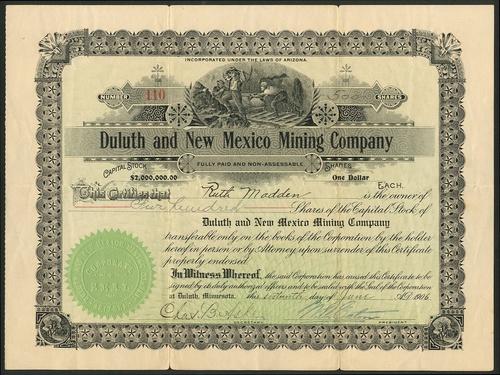 INCORPORATED UNDER THE LAWS OF ARIZONA.
NUMBER 110 SHARES
Duluth and New Mexico Mining Company
CAPITAL STOCK SHARES
$2,000,000.00 FULLY PAID AND NON-ASSESSABLE One Dollar
EACH.
This Certifies that Ruth Madden is the owner of
Five hundred Shares of the Capital Stock of
Duluth and New Mexico Mining Company
transferable only on the books of the Corporation by the holder
hereof in person or by Attorney upon surrender of this Certificate
properly endorsed
In Witness Whereof, the said Corporation has caused this Certificate to be
signed by its duly authorized officers and to be sealed with the Seal of the Corporation
at Duluth, Minnesota, this day of June A.D. 1906
Chas. B.
SECRETARY. PRESIDENT.